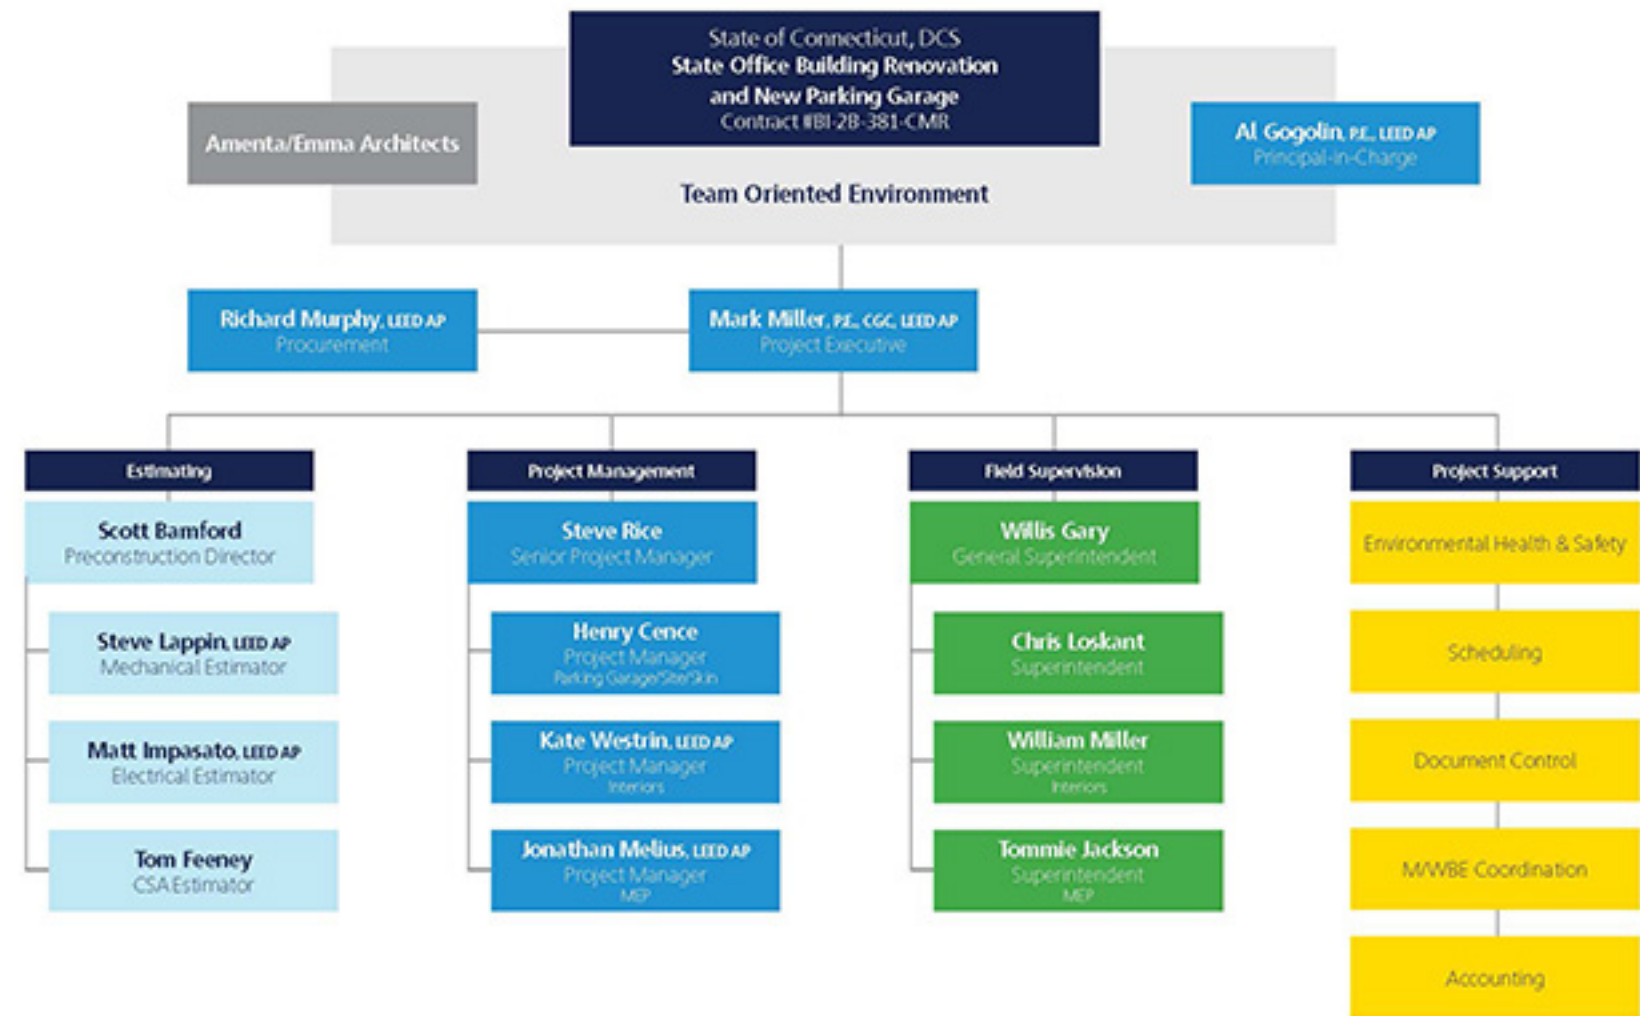 State of Connecticut, DCS
State Office Building Renovation
and New Parking Garage
Contract #BI-2B-381-CMR
Amenta/Emma Architects
Al Gogolin, P.E., LEED AP
Principal-in-Charge
Team Oriented Environment
Richard Murphy, LEED AP
Procurement
Mark Miller, P.E., CGC, LEED AP
Project Executive
Estimating
Scott Bamford
Preconstruction Director
Steve Lappin, LEED AP
Mechanical Estimator
Matt Impasato, LEED AP
Electrical Estimator
Tom Feeney
CSA Estimator
Project Management
Steve Rice
Senior Project Manager
Henry Cence
Project Manager
Parking Garage/Site/Skin
Kate Westrin, LEED AP
Project Manager
Interiors
Jonathan Melius, LEED AP
Project Manager
MEP
Field Supervision
Willis Gary
General Superintendent
Chris Loskant
Superintendent
William Miller
Superintendent
Interiors
Tommie Jackson
Superintendent
MEP
Project Support
Environmental Health & Safety
Scheduling
Document Control
M/WBE Coordination
Accounting